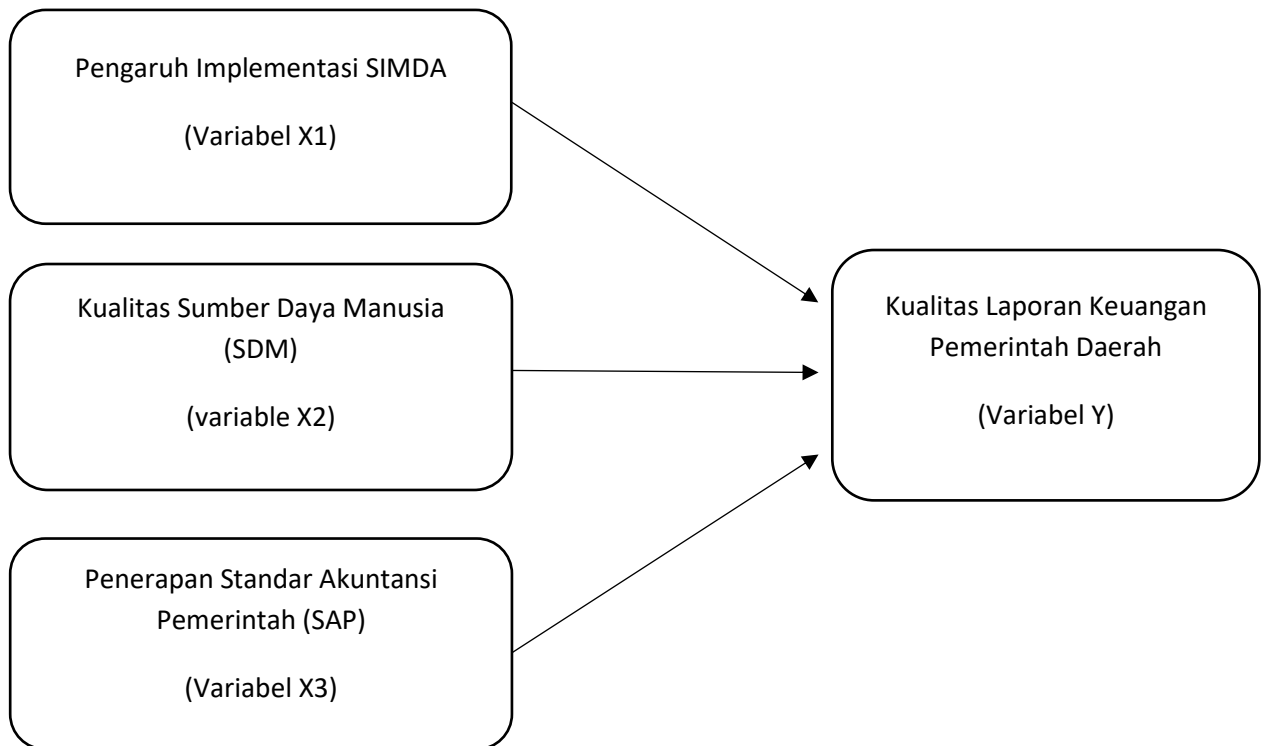 Pengaruh Implementasi SIMDA
(Variabel X1)
Kualitas Sumber Daya Manusia
(SDM)
(variable X2)
Penerapan Standar Akuntansi
Pemerintah (SAP)
(Variabel X3)
Kualitas Laporan Keuangan
Pemerintah Daerah
(Variabel Y)